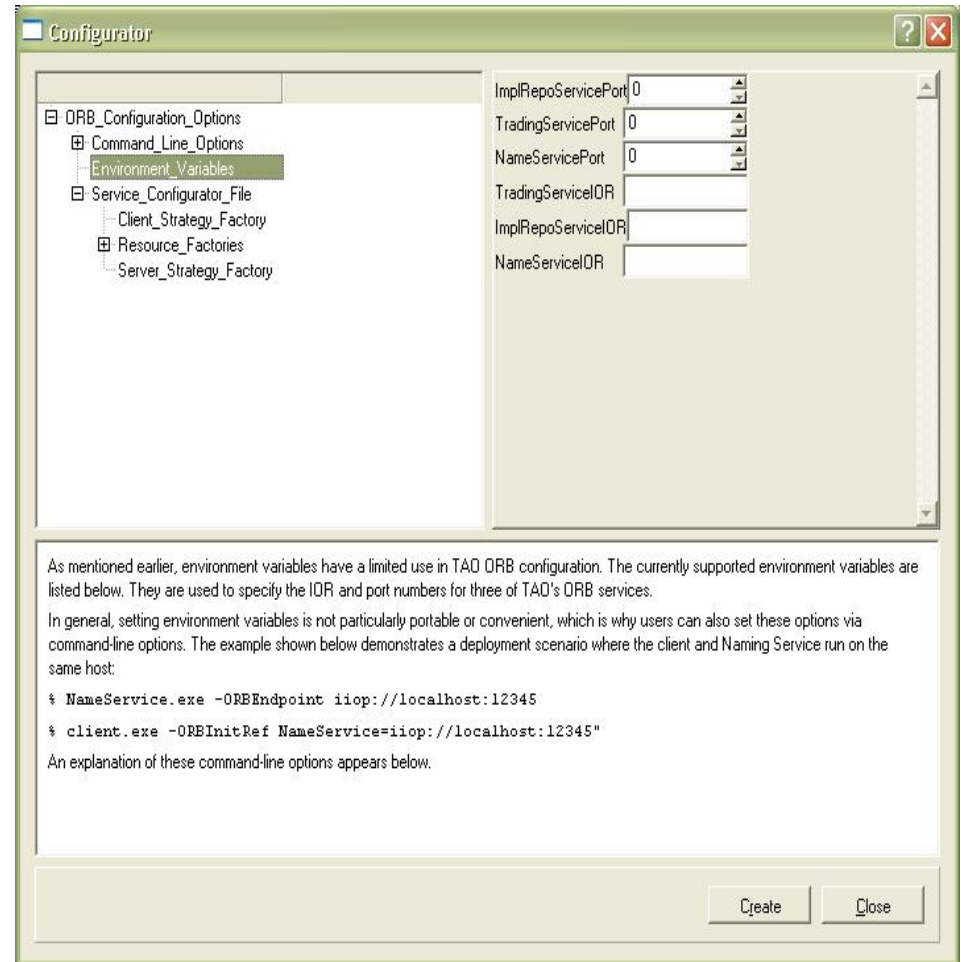 Configurator
ORB_Configuration_Options
Command_Line_Options
Environment_Variables
Service_Configurator_File
Client_Strategy_Factory
Resource_Factories
Server_Strategy_Factory
ImplRepoServicePort 0
TradingServicePort 0
NameServicePort 0
TradingServiceIOR
ImplRepoServiceIOR
NameServiceIOR
As mentioned earlier, environment variables have a limited use in TAO ORB configuration. The currently supported environment variables are
listed below. They are used to specify the IOR and port numbers for three of TAO's ORB services.
In general, setting environment variables is not particularly portable or convenient, which is why users can also set these options via
command-line options. The example shown below demonstrates a deployment scenario where the client and Naming Service run on the
same host:
% NameService.exe -ORBEndpoint iiop://localhost:12345
% client.exe -ORBInitRef NameService=iiop://localhost:12345"
An explanation of these command-line options appears below.
Create Close